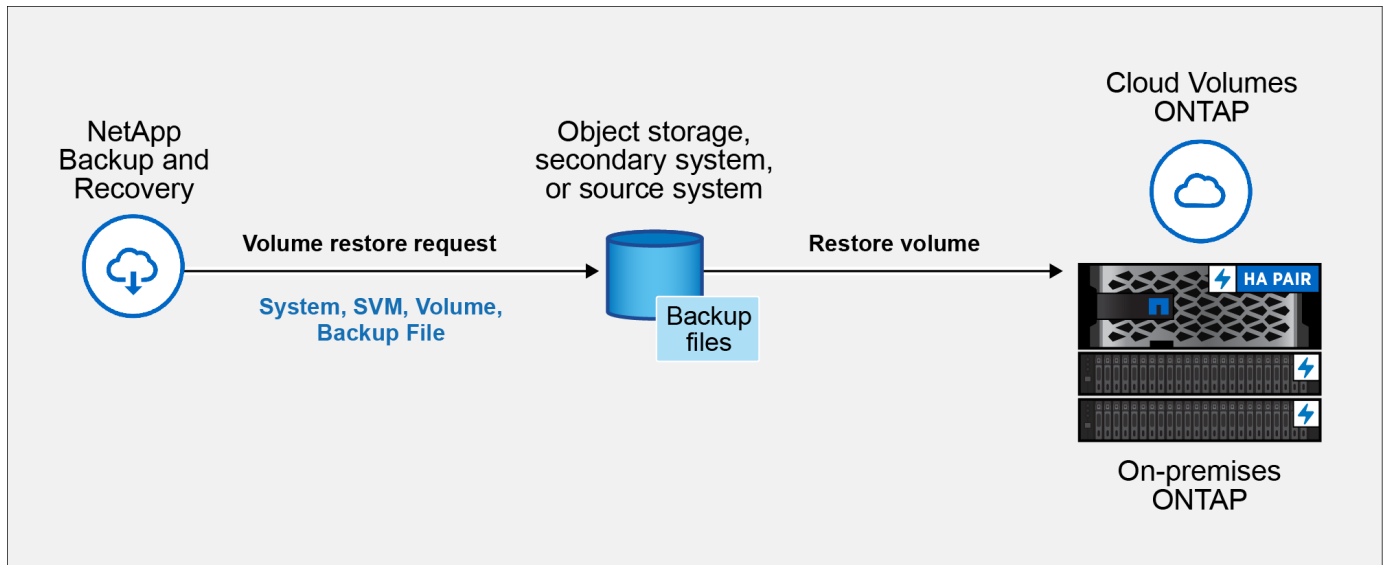 NetApp
Backup and
Recovery
Volume restore request
System, SVM, Volume,
Backup File
Object storage,
secondary system,
or source system
Backup
files
Restore volume
Cloud Volumes
ONTAP
HA PAIR
On-premises
ONTAP